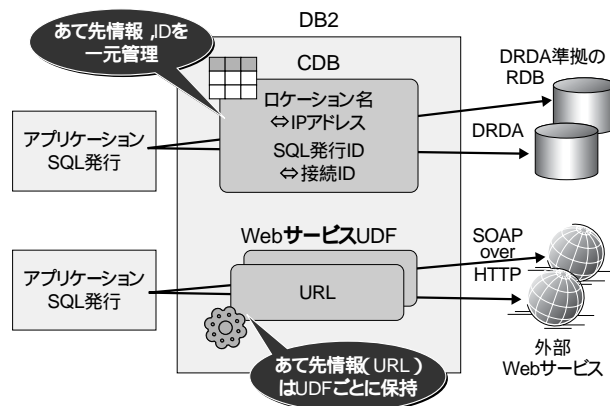 DB2
あて先情報,IDを
一元管理
CDB
ロケーション名
⇔IPアドレス
SQL発行ID
⇔接続ID
アプリケーション
SQL発行
DRDA準拠の
RDB
DRDA
WebサービスUDF
URL
アプリケーション
SQL発行
SOAP
over
HTTP
外部
Webサービス
あて先情報(URL)
はUDFごとに保持